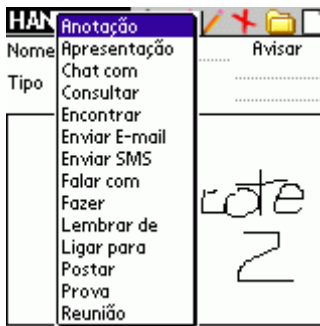 HAN
Anotação
Nome
Apresentação
Avisar
Chat com
Tipo
Consultar
Encontrar
Enviar E-mail
Enviar SMS
Falar com
Fazer
Lembrar de
Ligar para
Postar
Prova
Reunião
cote
2